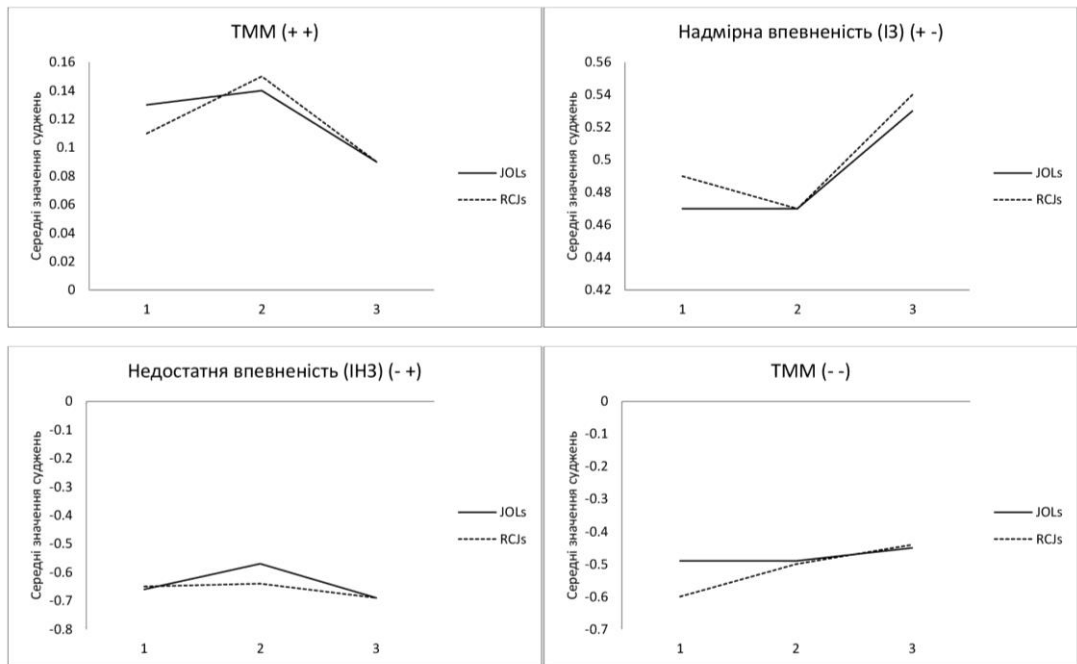 ТММ (+ +)
Середні значення суджень
0.16
0.14
0.12
0.1
0.08
0.06
0.04
0.02
0
1 2 3
JOLs
RCJs
Надмірна впевненість (ІЗ) (+ -)
Середні значення суджень
0.56
0.54
0.52
0.5
0.48
0.46
0.44
0.42
1 2 3
JOLs
RCJs
Недостатня впевненість (ІНЗ) (- +)
Середні значення суджень
0
-0.1
-0.2
-0.3
-0.4
-0.5
-0.6
-0.7
-0.8
1 2 3
JOLs
RCJs
ТММ (- -)
Середні значення суджень
0
-0.1
-0.2
-0.3
-0.4
-0.5
-0.6
-0.7
1 2 3
JOLs
RCJs